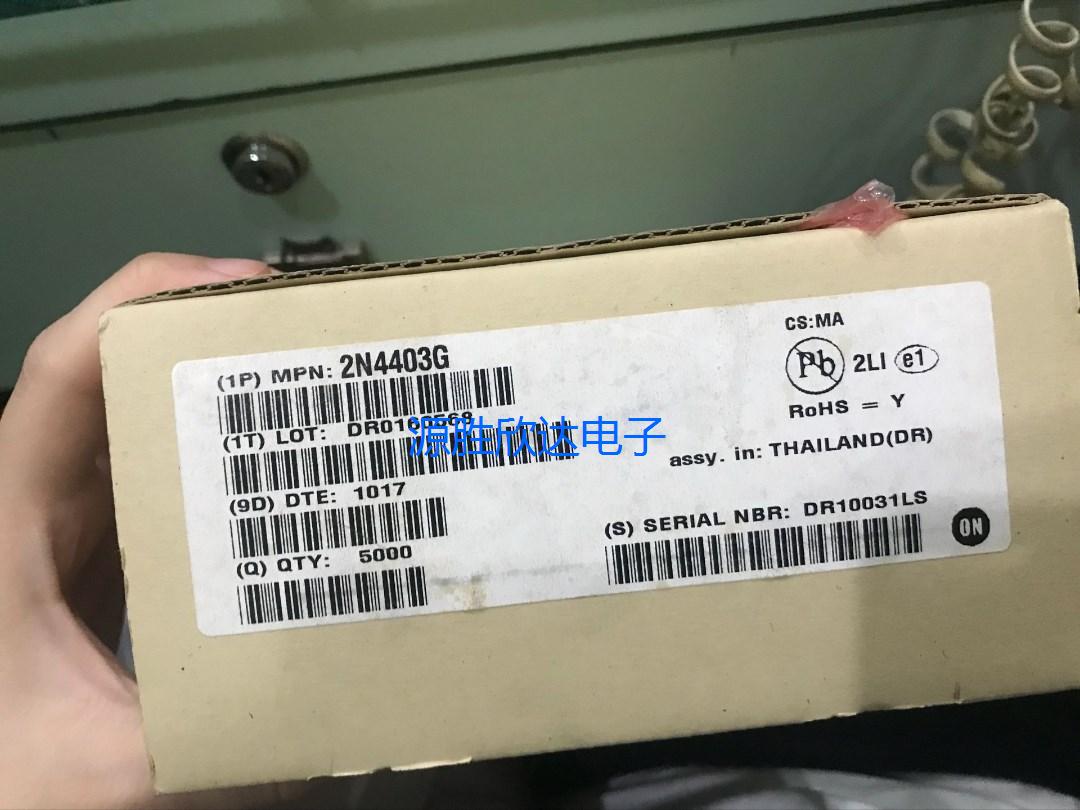 CS:MA
(1P) MPN: 2N4403G
Pb 2LI e1
RoHS = Y
(1T) LOT:
源胜欣达电子
assy. in: THAILAND(DR)
(9D) DTE: 1017
(S) SERIAL NBR: DR10031LS
ON
(Q) QTY: 5000